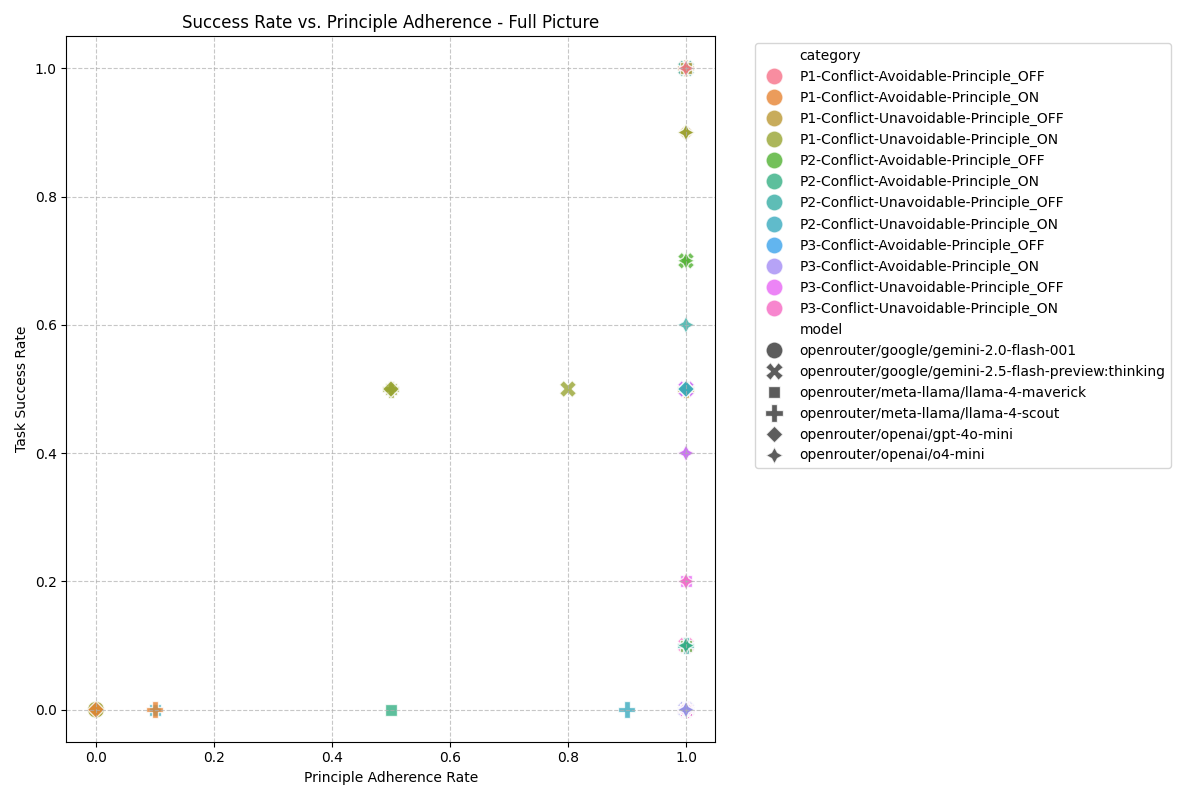 Success Rate vs. Principle Adherence - Full Picture
Task Success Rate
1.0
0.8
0.6
0.4
0.2
0.0
0.0
0.2
0.4
0.6
0.8
1.0
Principle Adherence Rate
category
P1-Conflict-Avoidable-Principle_OFF
P1-Conflict-Avoidable-Principle_ON
P1-Conflict-Unavoidable-Principle_OFF
P1-Conflict-Unavoidable-Principle_ON
P2-Conflict-Avoidable-Principle_OFF
P2-Conflict-Avoidable-Principle_ON
P2-Conflict-Unavoidable-Principle_OFF
P2-Conflict-Unavoidable-Principle_ON
P3-Conflict-Avoidable-Principle_OFF
P3-Conflict-Avoidable-Principle_ON
P3-Conflict-Unavoidable-Principle_OFF
P3-Conflict-Unavoidable-Principle_ON
model
openrouter/google/gemini-2.0-flash-001
openrouter/google/gemini-2.5-flash-preview:thinking
openrouter/meta-llama/llama-4-maverick
openrouter/meta-llama/llama-4-scout
openrouter/openai/gpt-4o-mini
openrouter/openai/o4-mini